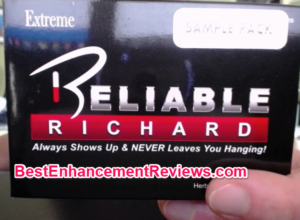 Extreme
SAMPLE PACK
RELIABLE
RICHARD
Always Shows Up & NEVER Leaves You Hanging!
BestEnhancementReviews.com